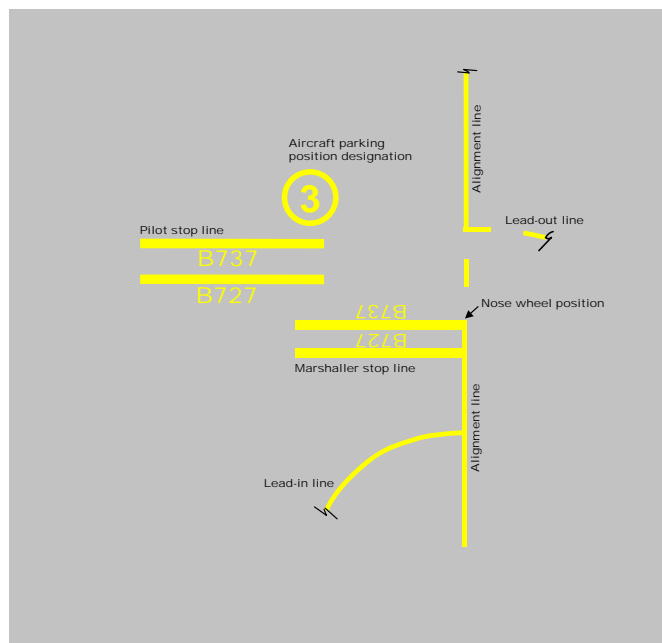 Alignment line
Aircraft parking
position designation
3
Lead-out line
Pilot stop line
B737
B727
Nose wheel position
B737
B727
Marshaller stop line
Alignment line
Lead-in line